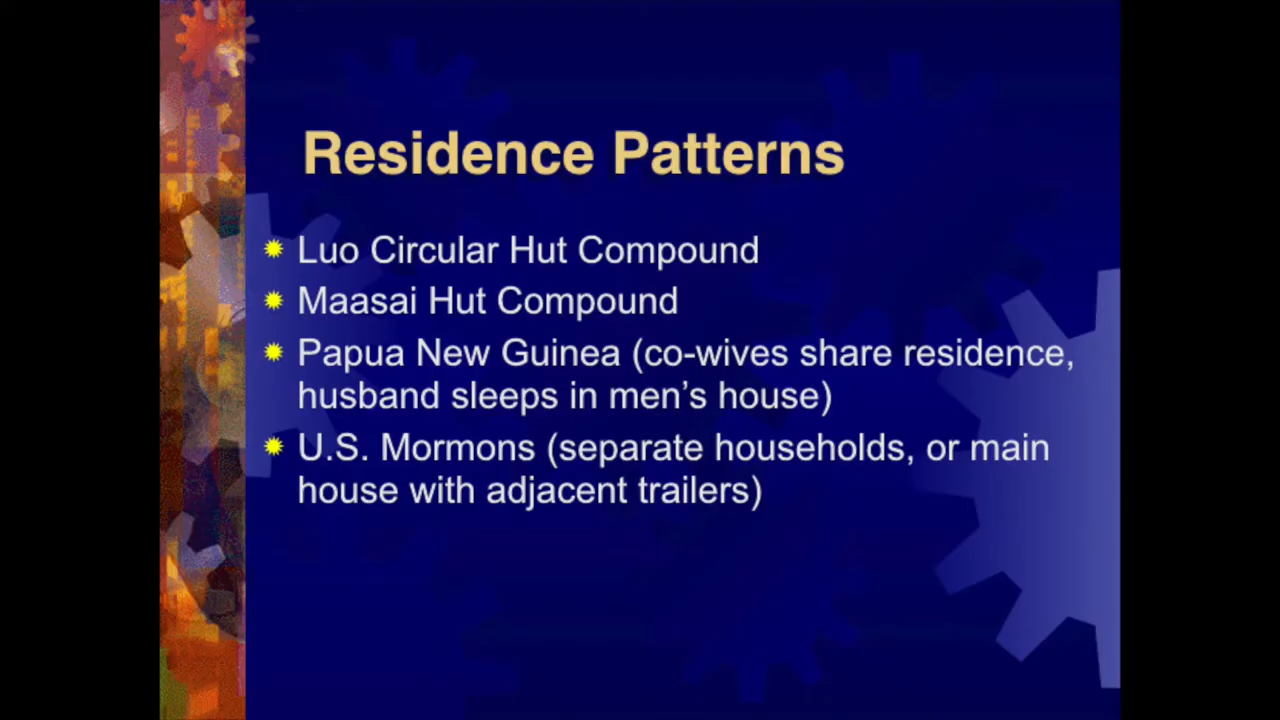 Residence Patterns
Luo Circular Hut Compound
Maasai Hut Compound
Papua New Guinea (co-wives share residence,
husband sleeps in men’s house)
U.S. Mormons (separate households, or main
house with adjacent trailers)